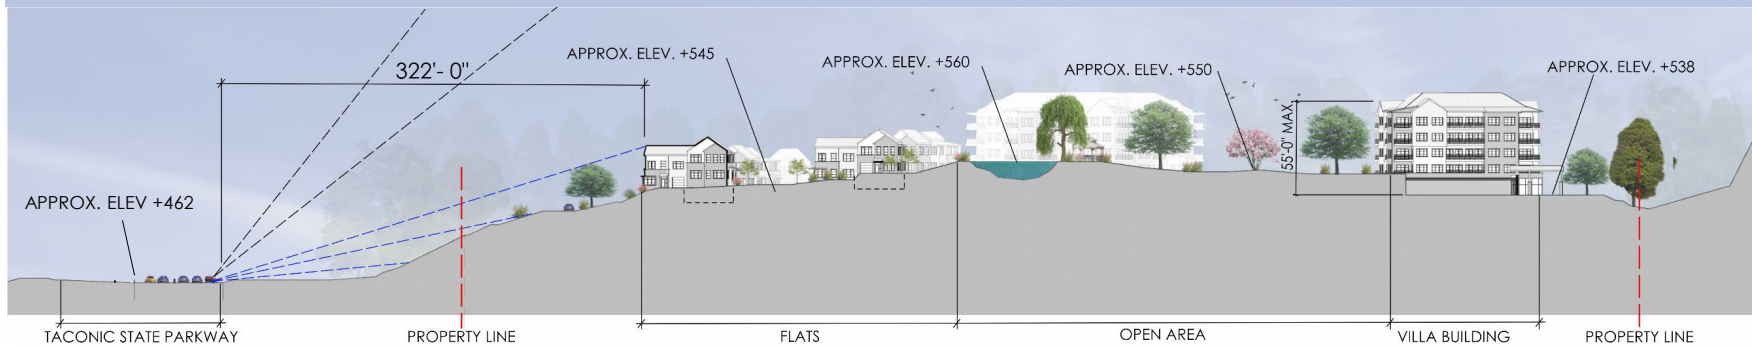 322'- 0"
APPROX. ELEV. +545
APPROX. ELEV. +560
APPROX. ELEV. +550
APPROX. ELEV. +538
55'-0" MAX
APPROX. ELEV +462
TACONIC STATE PARKWAY
PROPERTY LINE
FLATS
OPEN AREA
VILLA BUILDING
PROPERTY LINE